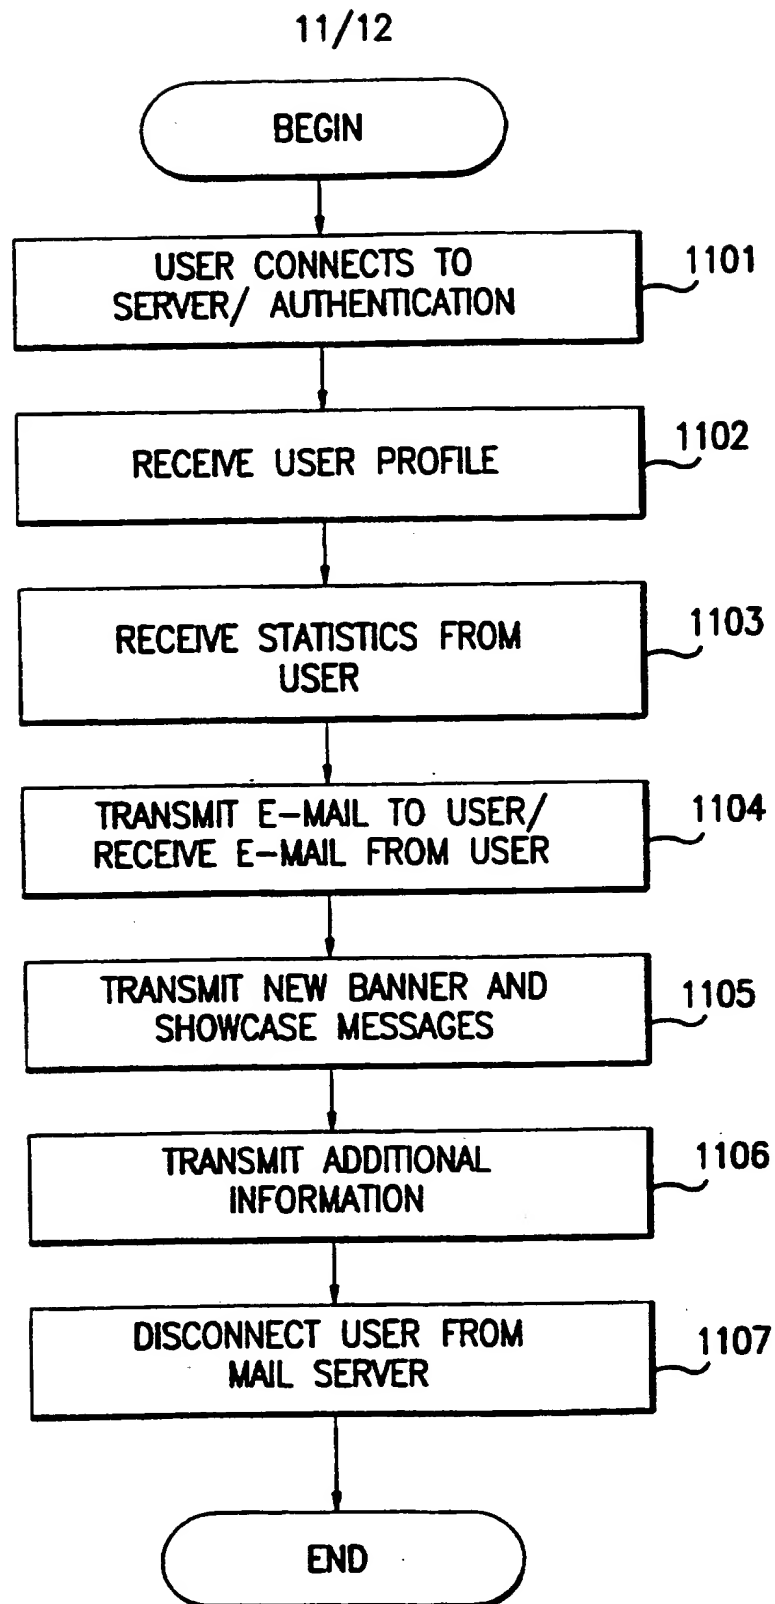 11/12
BEGIN
USER CONNECTS TO
SERVER/ AUTHENTICATION
1101
RECEIVE USER PROFILE
1102
RECEIVE STATISTICS FROM
USER
1103
TRANSMIT E-MAIL TO USER/
RECEIVE E-MAIL FROM USER
1104
TRANSMIT NEW BANNER AND
SHOWCASE MESSAGES
1105
TRANSMIT ADDITIONAL
INFORMATION
1106
DISCONNECT USER FROM
MAIL SERVER
1107
END